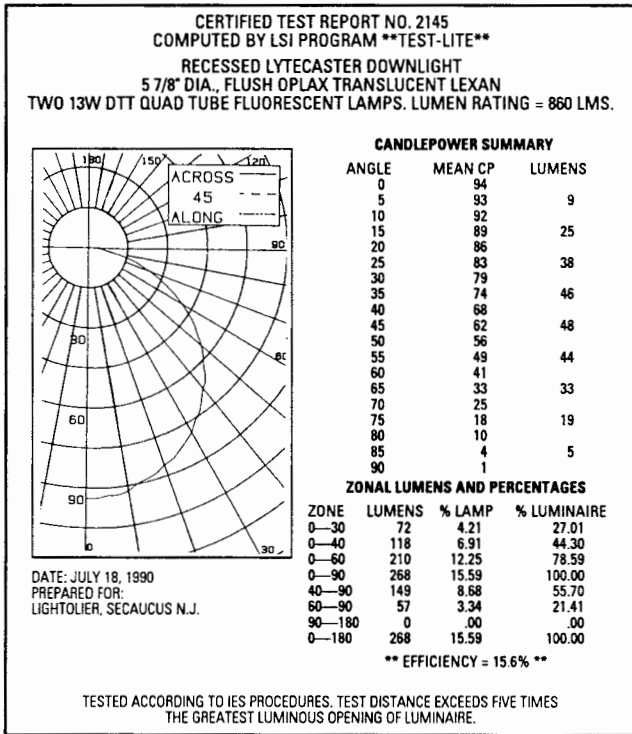 CERTIFIED TEST REPORT NO. 2145
COMPUTED BY LSI PROGRAM **TEST-LITE**
RECESSED LYTECASTER DOWNLIGHT
5 7/8" DIA., FLUSH OPLAX TRANSLUCENT LEXAN
TWO 13W DTT QUAD TUBE FLUORESCENT LAMPS. LUMEN RATING = 860 LMS.
180 150 120
ACROSS
45
ALONG
90
30
60
60
90
0 30
DATE: JULY 18, 1990
PREPARED FOR:
LIGHTOLIER, SECAUCUS N.J.
CANDLEPOWER SUMMARY
ANGLE MEAN CP LUMENS
0 94
5 93 9
10 92
15 89 25
20 86
25 83 38
30 79
35 74 46
40 68
45 62 48
50 56
55 49 44
60 41
65 33 33
70 25
75 18 19
80 10
85 4 5
90 1
ZONAL LUMENS AND PERCENTAGES
ZONE LUMENS % LAMP % LUMINAIRE
0—30 72 4.21 27.01
0—40 118 6.91 44.30
0—60 210 12.25 78.59
0—90 268 15.59 100.00
40—90 149 8.68 55.70
60—90 57 3.34 21.41
90—180 0 .00 .00
0—180 268 15.59 100.00
** EFFICIENCY = 15.6% **
TESTED ACCORDING TO IES PROCEDURES. TEST DISTANCE EXCEEDS FIVE TIMES
THE GREATEST LUMINOUS OPENING OF LUMINAIRE.